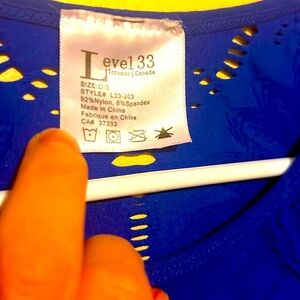 Level 33
Toronto | Canada
SIZE:O/S
STYLE#: L33-203
92%Nylon, 8%Spandex
Made in China
Fabrique en Chine
CA# 37333